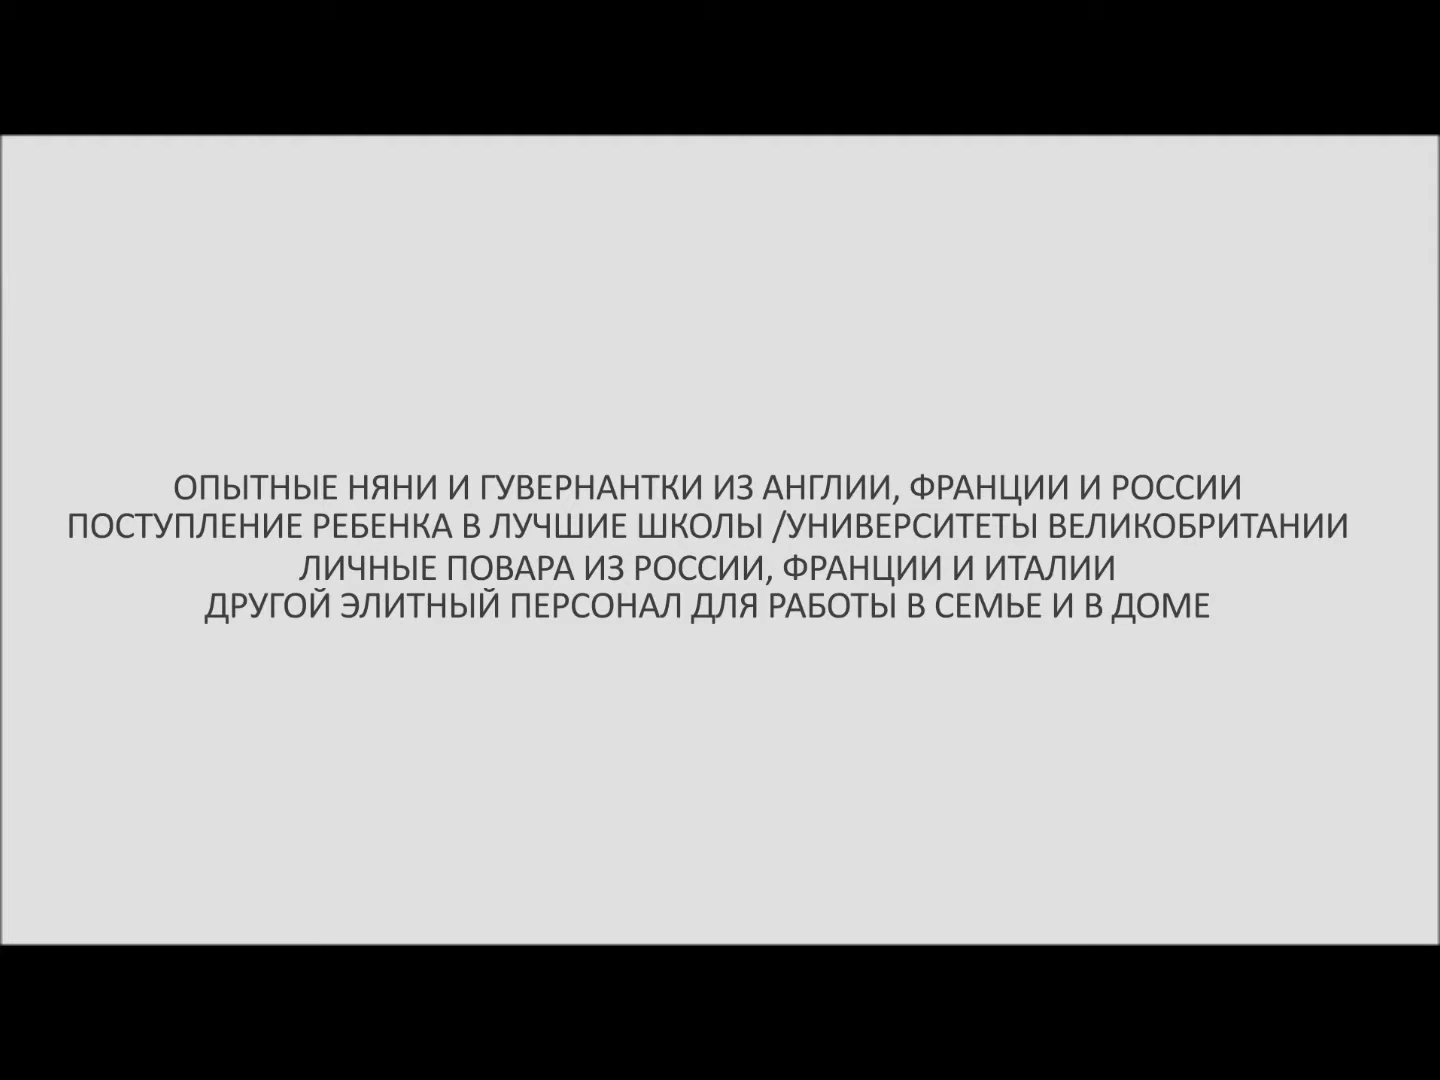 ОПЫТНЫЕ НЯНИ И ГУВЕРНАНТКИ ИЗ АНГЛИИ, ФРАНЦИИ И РОССИИ
ПОСТУПЛЕНИЕ РЕБЕНКА В ЛУЧШИЕ ШКОЛЫ /УНИВЕРСИТЕТЫ ВЕЛИКОБРИТАНИИ
ЛИЧНЫЕ ПОВАРА ИЗ РОССИИ, ФРАНЦИИ И ИТАЛИИ
ДРУГОЙ ЭЛИТНЫЙ ПЕРСОНАЛ ДЛЯ РАБОТЫ В СЕМЬЕ И В ДОМЕ